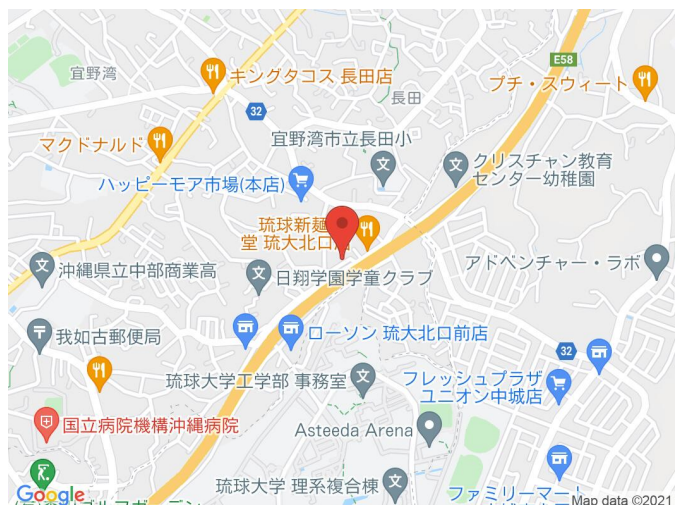 E58
宜野湾
キングタコス 長田店
プチ・スウィート
長田
32
宜野湾市立長田小
マクドナルド
クリスチャン教育
センター幼稚園
ハッピーモア市場(本店)
琉球新麺
堂 琉大北口
アドベンチャー・ラボ
沖縄県立中部商業高
日翔学園学童クラブ
我如古郵便局
ローソン 琉大北口前店
32
琉球大学工学部 事務室
フレッシュプラザ
ユニオン中城店
国立病院機構沖縄病院
Asteeda Arena
琉球大学 理系複合棟
ファミリーマート
Google
Map data ©2021